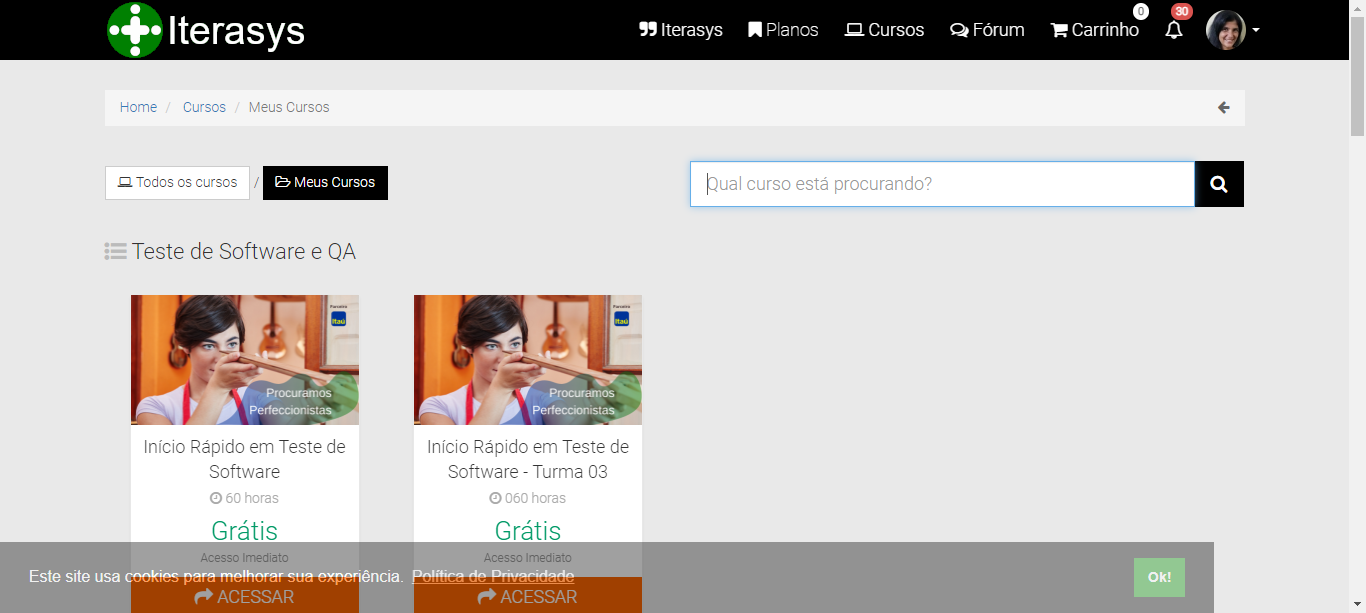 Iterasys
Iterasys Planos Cursos Fórum Carrinho 0 30
Home / Cursos / Meus Cursos
Todos os cursos / Meus Cursos
Qual curso está procurando?
Teste de Software e QA
Parceiro
Itaú
Procuramos
Perfeccionistas
Início Rápido em Teste de
Software
60 horas
Grátis
Acesso Imediato
ACESSAR
Parceiro
Itaú
Procuramos
Perfeccionistas
Início Rápido em Teste de
Software - Turma 03
060 horas
Grátis
Acesso Imediato
ACESSAR
Este site usa cookies para melhorar sua experiência. Política de Privacidade
Ok!